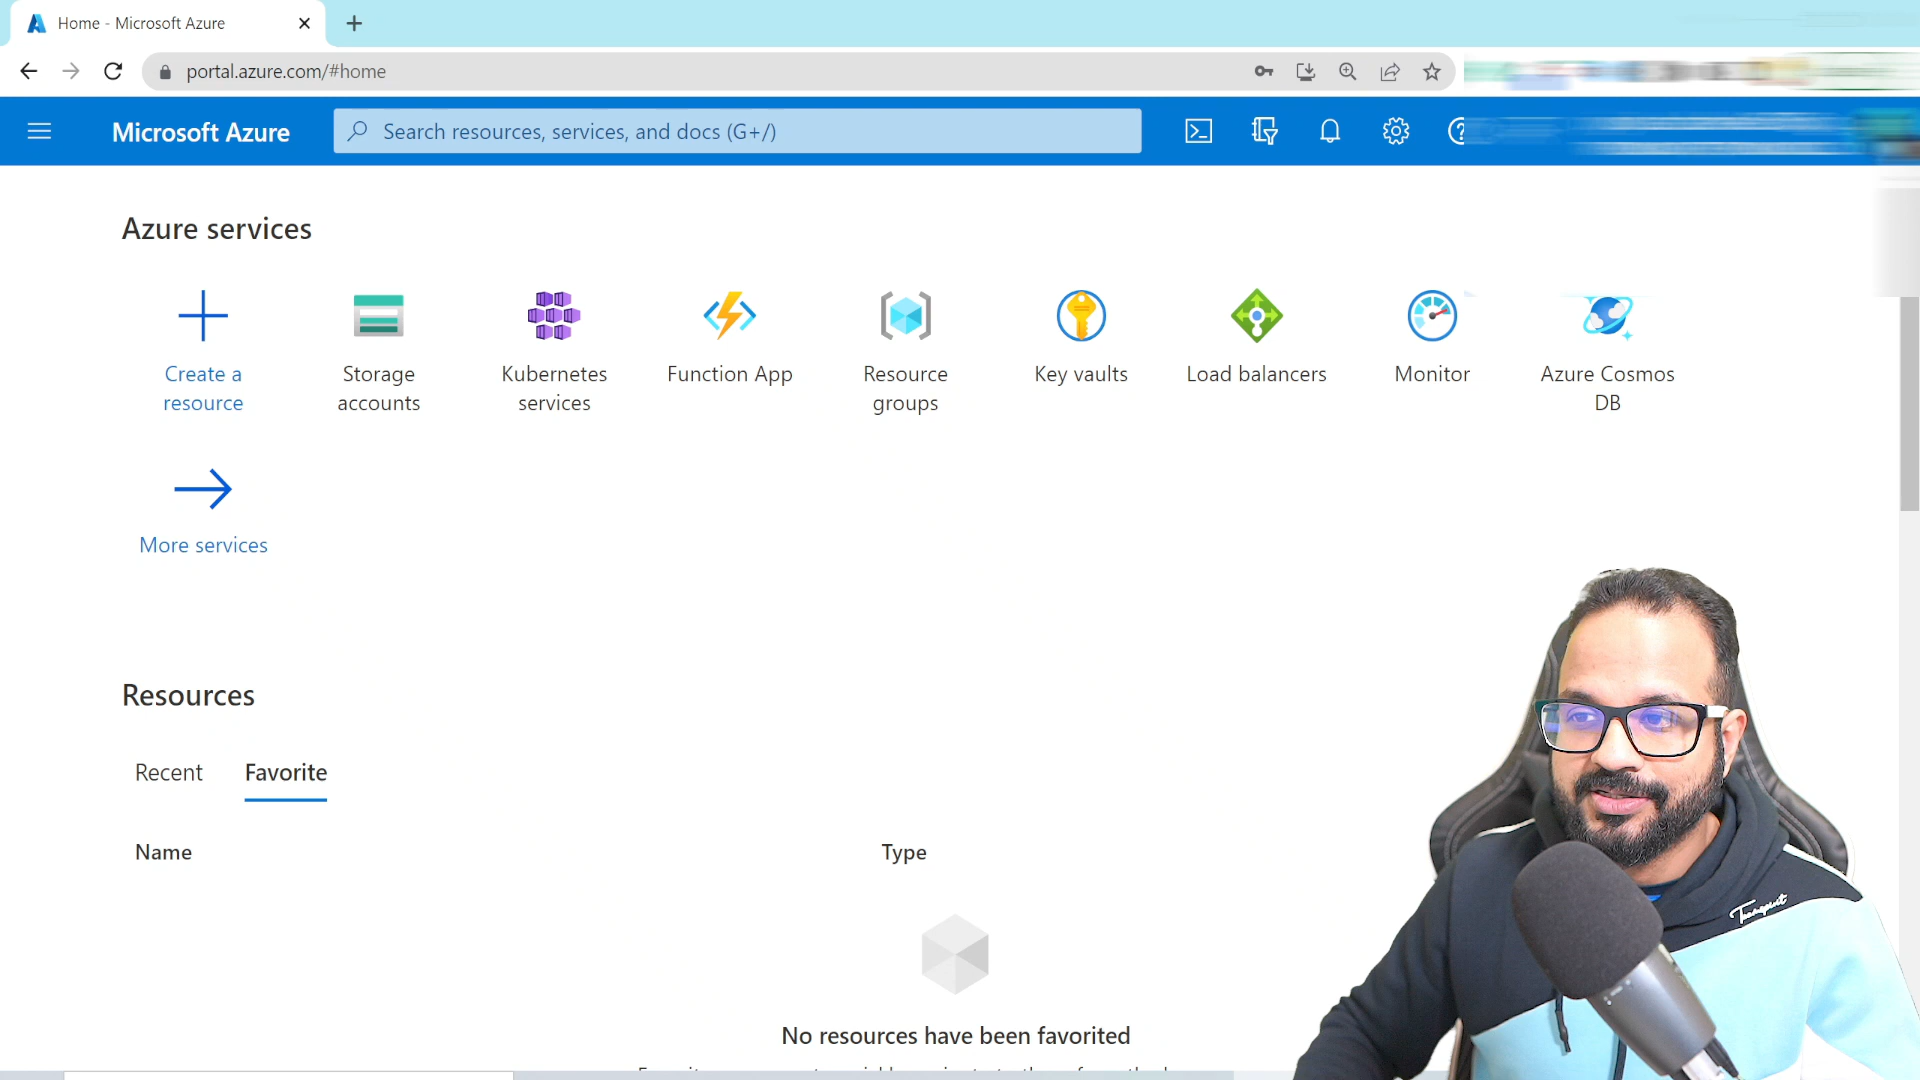 Home - Microsoft Azure
portal.azure.com/#home
Microsoft Azure
Search resources, services, and docs (G+/)
Azure services
Create a
resource
Storage
accounts
Kubernetes
services
Function App
Resource
groups
Key vaults
Load balancers
Monitor
Azure Cosmos
DB
More services
Resources
Recent
Favorite
Name
Type
No resources have been favorited